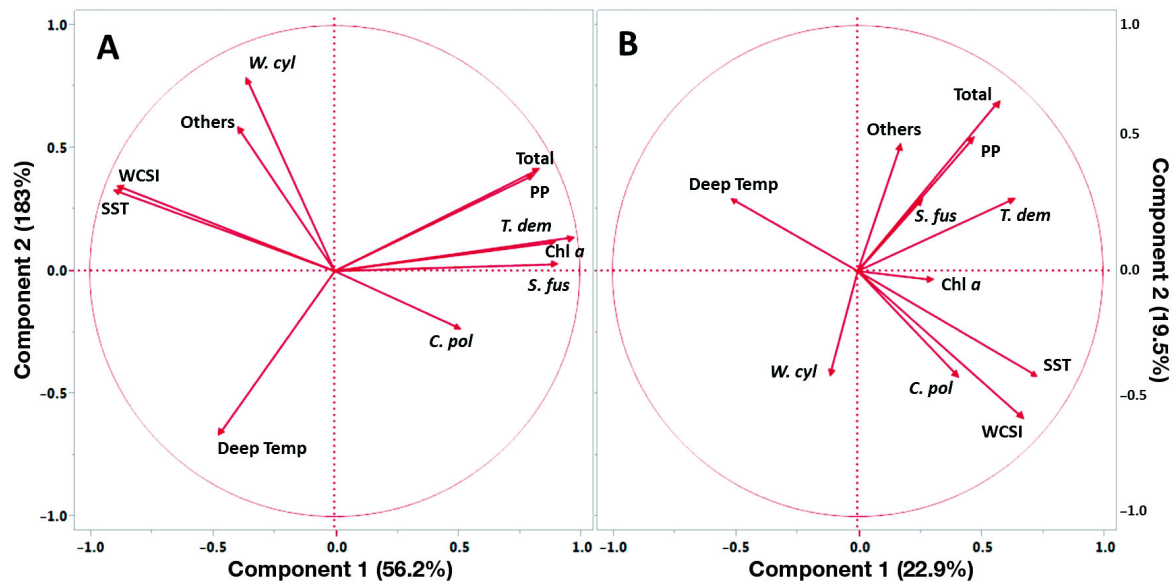 A
1.0
0.5
0.0
−0.5
−1.0
Component 2 (183%)
W. cyl
Others
WCSI
SST
Total
PP
T. dem
Chl a
S. fus
C. pol
Deep Temp
−1.0
−0.5
0.0
0.5
1.0
Component 1 (56.2%)
B
Total
Others
PP
Deep Temp
S. fus
T. dem
Chl a
W. cyl
C. pol
SST
WCSI
1.0
0.5
0.0
−0.5
−1.0
Component 2 (19.5%)
−1.0
−0.5
0.0
0.5
1.0
Component 1 (22.9%)